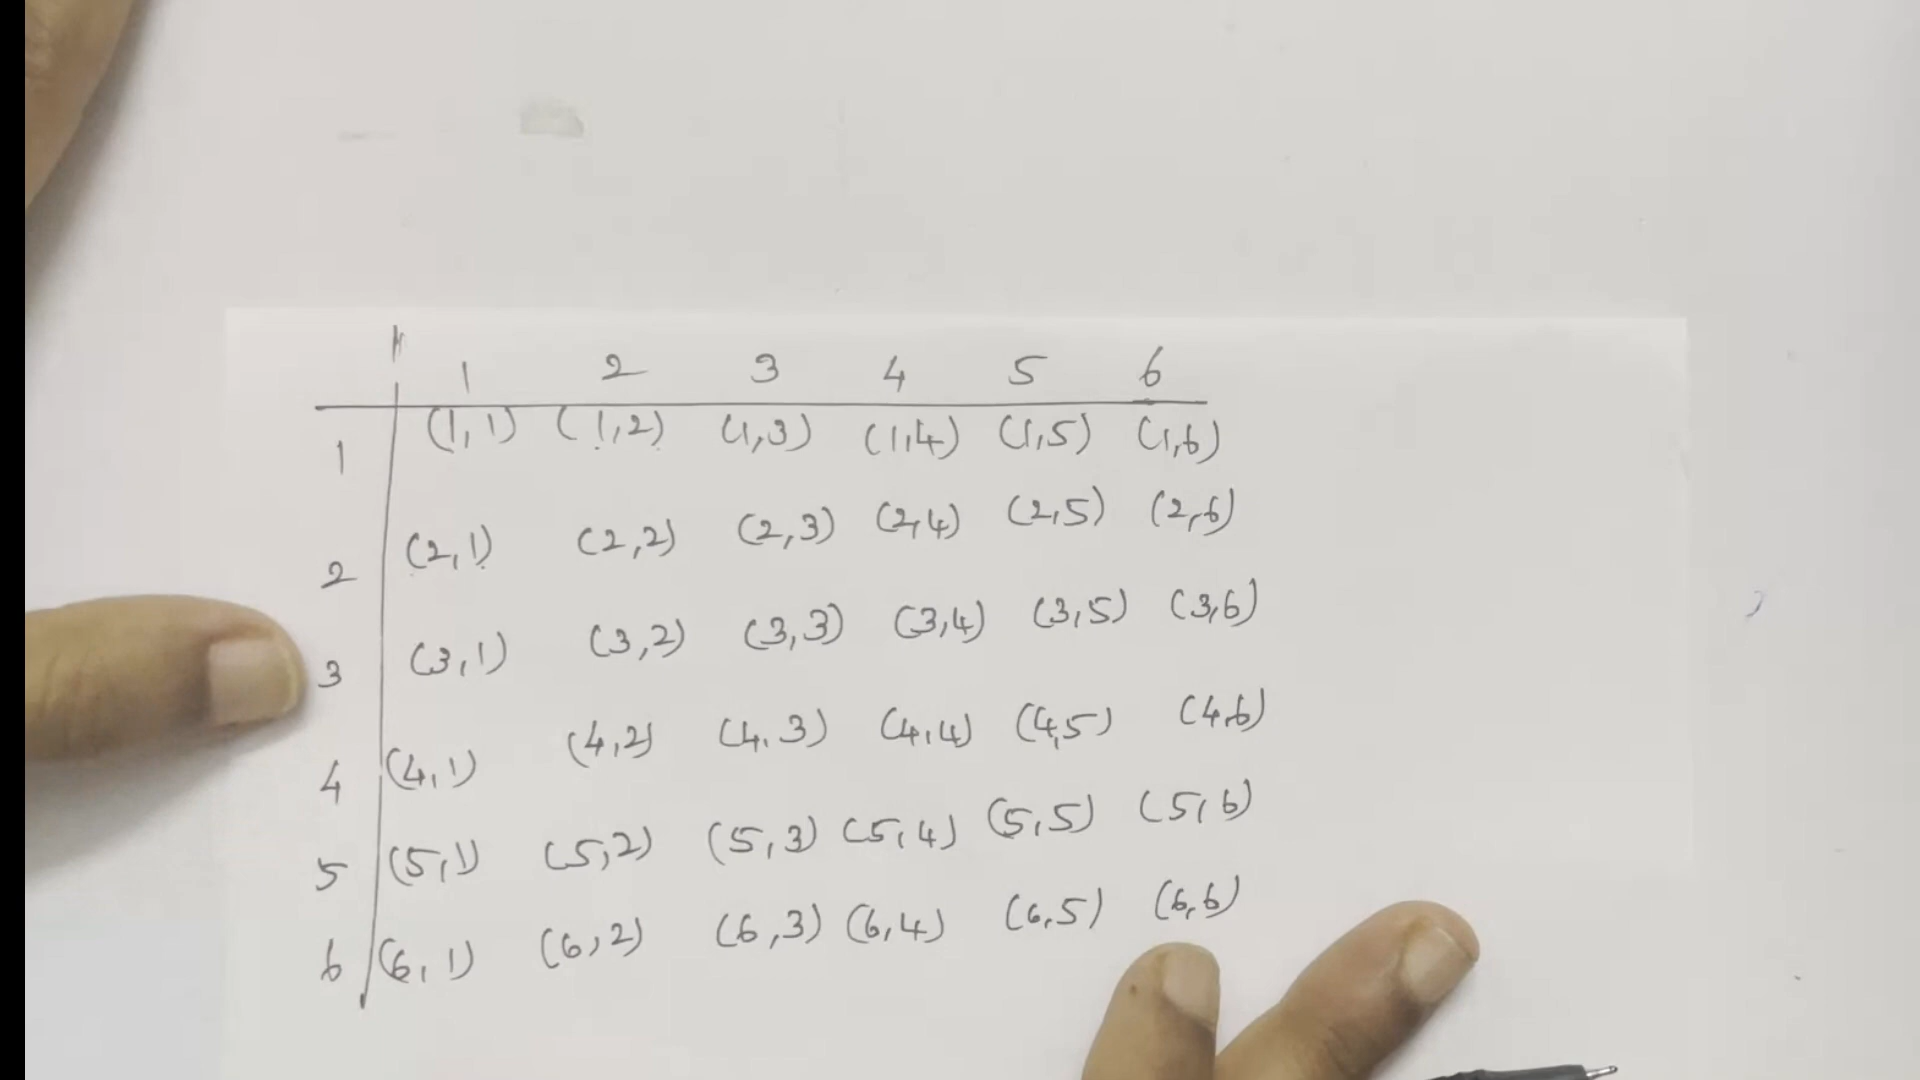 1 2 3 4 5 6
1 (1,1) (1,2) (1,3) (1,4) (1,5) (1,6)
2 (2,1) (2,2) (2,3) (2,4) (2,5) (2,6)
3 (3,1) (3,2) (3,3) (3,4) (3,5) (3,6)
4 (4,1) (4,2) (4,3) (4,4) (4,5) (4,6)
5 (5,1) (5,2) (5,3) (5,4) (5,5) (5,6)
6 (6,1) (6,2) (6,3) (6,4) (6,5) (6,6)